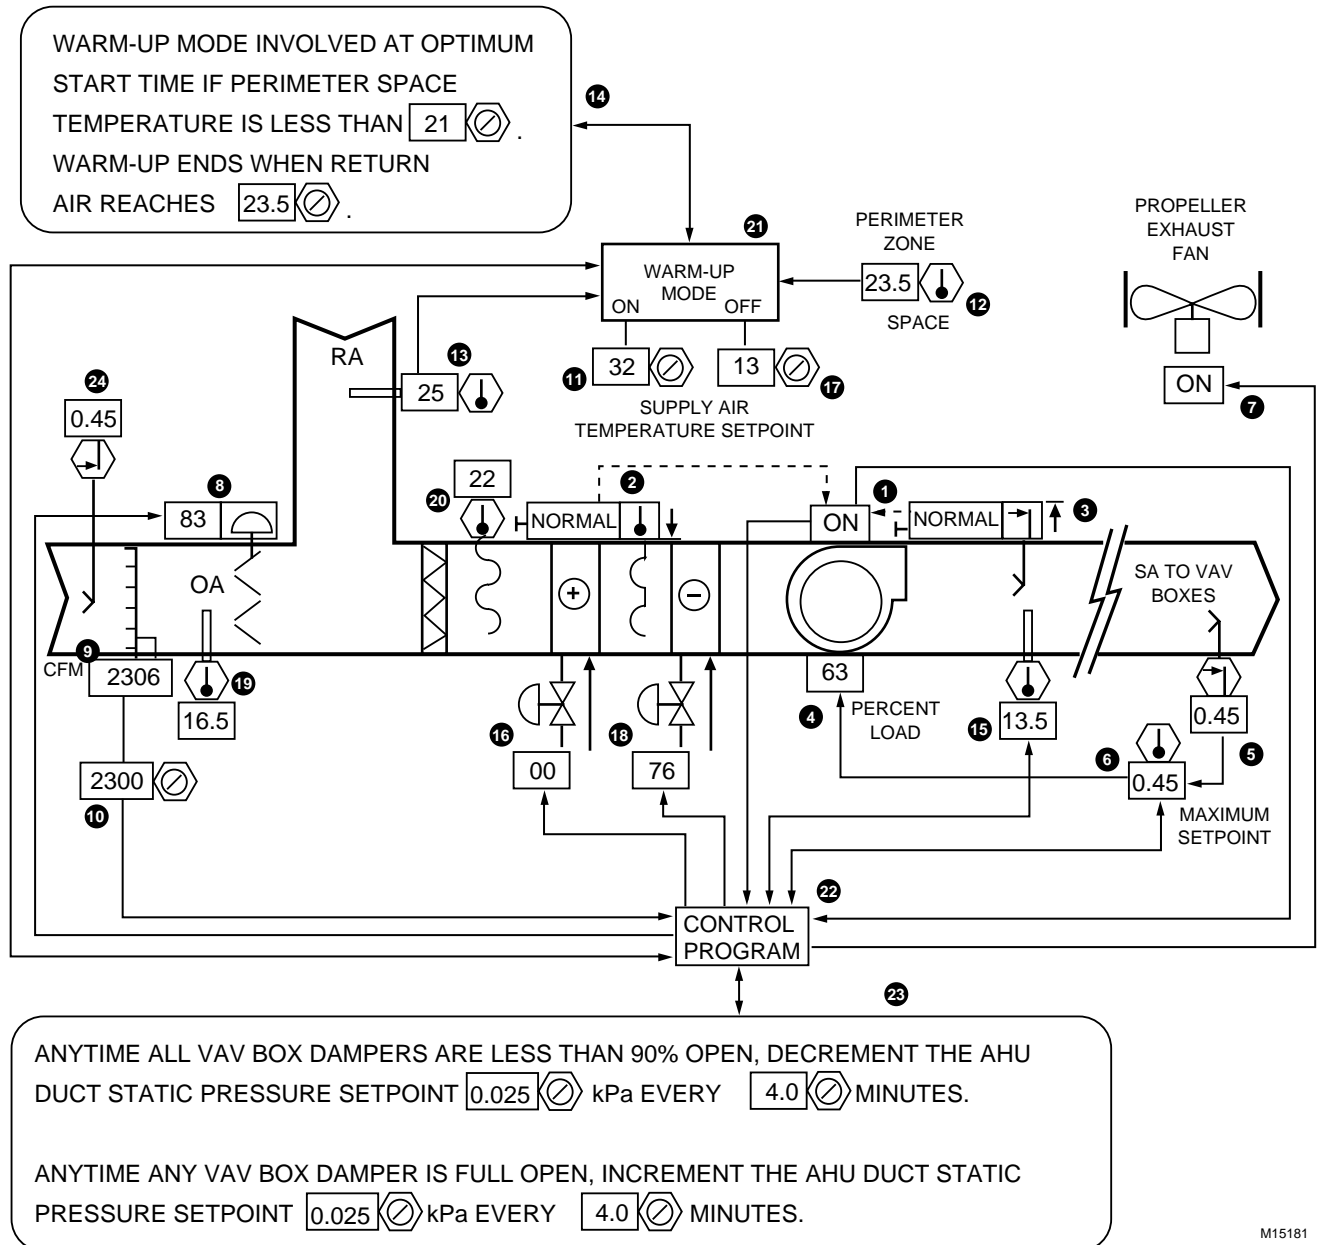 WARM-UP MODE INVOLVED AT OPTIMUM
START TIME IF PERIMETER SPACE
TEMPERATURE IS LESS THAN 21 .
WARM-UP ENDS WHEN RETURN
AIR REACHES 23.5 .
14
21
PERIMETER
ZONE
23.5
12
SPACE
PROPELLER
EXHAUST
FAN
ON
7
WARM-UP
MODE
ON OFF
11
32
13
17
SUPPLY AIR
TEMPERATURE SETPOINT
RA
13
25
24
0.45
8
83
20
22
2
NORMAL
1
ON
NORMAL
3
OA
+
−
SA TO VAV
BOXES
9
CFM
2306
19
16.5
63
4
PERCENT
LOAD
15
13.5
0.45
5
6
0.45
MAXIMUM
SETPOINT
16
00
18
76
2300
10
22
CONTROL
PROGRAM
23
ANYTIME ALL VAV BOX DAMPERS ARE LESS THAN 90% OPEN, DECREMENT THE AHU
DUCT STATIC PRESSURE SETPOINT 0.025 kPa EVERY 4.0 MINUTES.
ANYTIME ANY VAV BOX DAMPER IS FULL OPEN, INCREMENT THE AHU DUCT STATIC
PRESSURE SETPOINT 0.025 kPa EVERY 4.0 MINUTES.
M15181